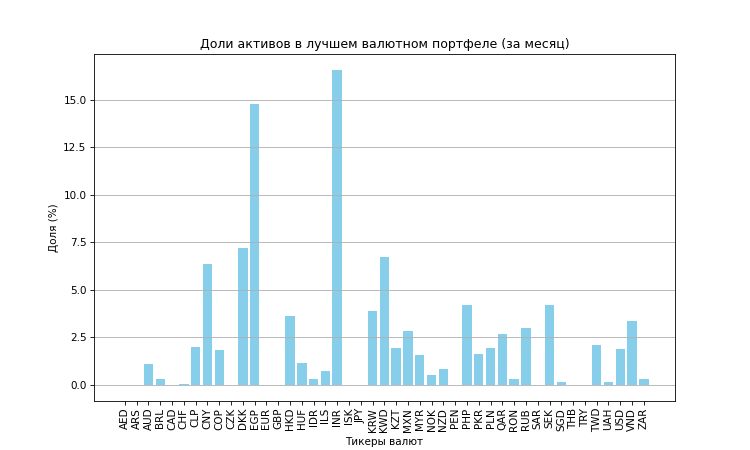 Доли активов в лучшем валютном портфеле (за месяц)
Доля (%)
15.0
12.5
10.0
7.5
5.0
2.5
0.0
AED ARS AUD BRL CAD CHF CLP CNY COP CZK DKK EGP EUR GBP HKD HUF IDR ILS INR ISK JPY KRW KWD KZT MXN MYR NOK NZD PEN PHP PKR PLN QAR RON RUB SAR SEK SGD THB TRY TWD UAH USD VND ZAR
Тикеры валют